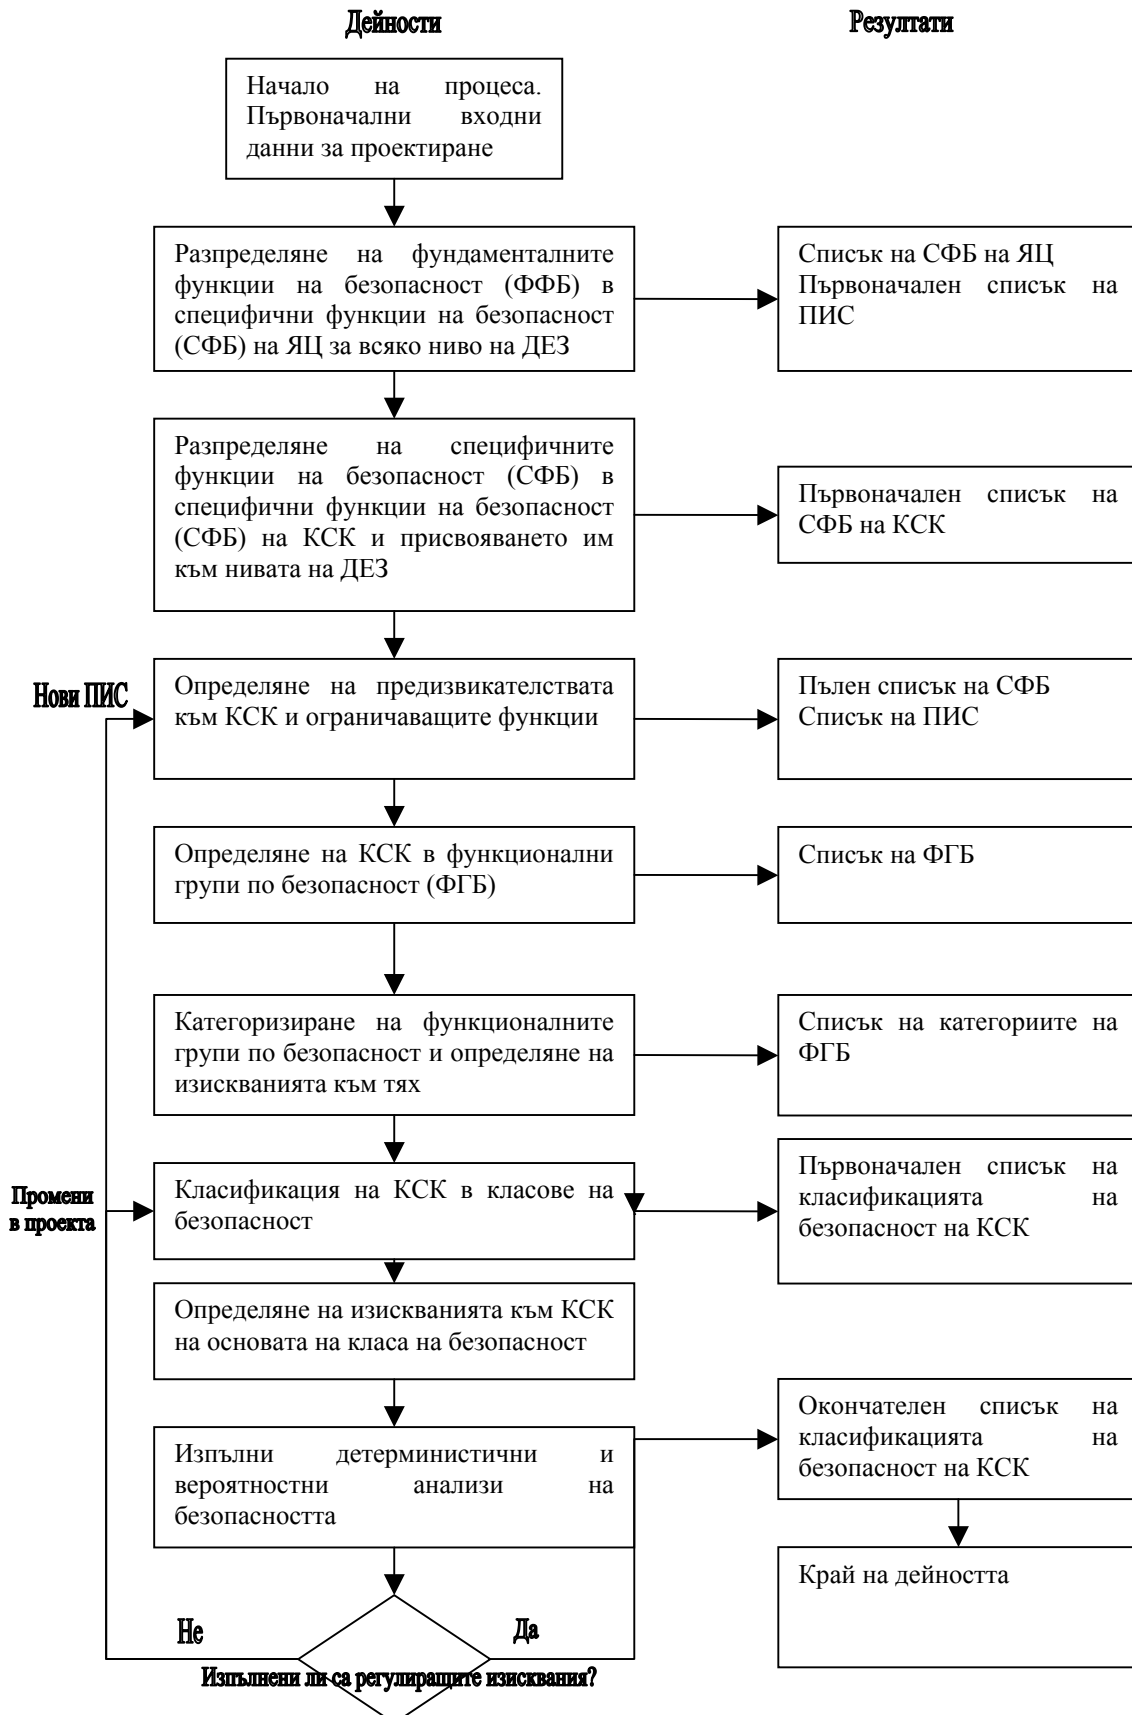 Дейности
Резултати
Начало на процеса.
Първоначални входни
данни за проектиране
Разпределяне на фундаменталните
функции на безопасност (ФФБ) в
специфични функции на безопасност
(СФБ) на ЯЦ за всяко ниво на ДЕЗ
Списък на СФБ на ЯЦ
Първоначален списък на
ПИС
Разпределяне на специфичните
функции на безопасност (СФБ) в
специфични функции на безопасност
(СФБ) на КСК и присвояването им
към нивата на ДЕЗ
Първоначален списък на
СФБ на КСК
Нови ПИС
Определяне на предизвикателствата
към КСК и ограничаващите функции
Пълен списък на СФБ
Списък на ПИС
Определяне на КСК в функционални
групи по безопасност (ФГБ)
Списък на ФГБ
Категоризиране на функционалните
групи по безопасност и определяне на
изискванията към тях
Списък на категориите на
ФГБ
Промени
в проекта
Класификация на КСК в класове на
безопасност
Първоначален списък на
класификацията на
безопасност на КСК
Определяне на изискванията към КСК
на основата на класа на безопасност
Изпълни детерминистични и
вероятностни анализи на
безопасността
Окончателен списък на
класификацията на
безопасност на КСК
Край на дейността
Не
Да
Изпълнени ли са регулиращите изисквания?